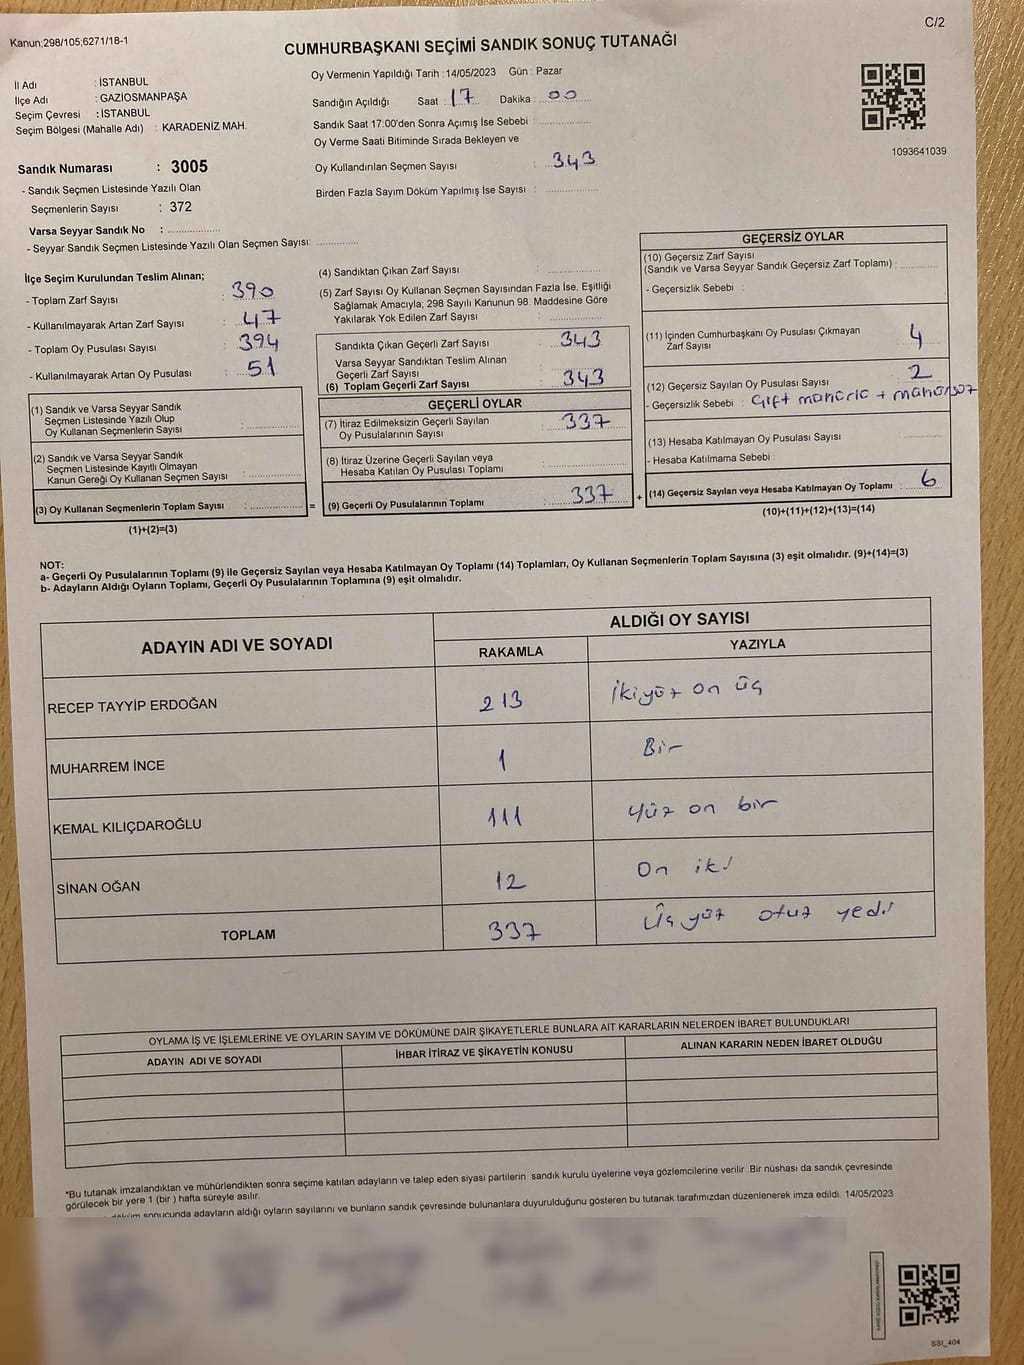 Kanun;298/105;6271/18-1
C/2
CUMHURBAŞKANI SEÇİMİ SANDIK SONUÇ TUTANAĞI
İl Adı : İSTANBUL
İlçe Adı : GAZİOSMANPAŞA
Seçim Çevresi : İSTANBUL
Seçim Bölgesi (Mahalle Adı) : KARADENİZ MAH.
Oy Vermenin Yapıldığı Tarih : 14/05/2023 Gün : Pazar
Sandığın Açıldığı Saat : 17 Dakika : 00
Sandık Saat 17:00'den Sonra Açımış İse Sebebi :
Oy Verme Saati Bitiminde Sırada Bekleyen ve
Oy Kullandırılan Seçmen Sayısı : 343
Birden Fazla Sayım Döküm Yapılmış İse Sayısı :
1093641039
Sandık Numarası : 3005
- Sandık Seçmen Listesinde Yazılı Olan
Seçmenlerin Sayısı : 372
Varsa Seyyar Sandık No :
- Seyyar Sandık Seçmen Listesinde Yazılı Olan Seçmen Sayısı:
İlçe Seçim Kurulundan Teslim Alınan;
- Toplam Zarf Sayısı : 390
- Kullanılmayarak Artan Zarf Sayısı : 47
- Toplam Oy Pusulası Sayısı : 394
- Kullanılmayarak Artan Oy Pusulası : 51
(1) Sandık ve Varsa Seyyar Sandık
Seçmen Listesinde Yazılı Olup
Oy Kullanan Seçmenlerin Sayısı :
(2) Sandık ve Varsa Seyyar Sandık
Seçmen Listesinde Kayıtlı Olmayan
Kanun Gereği Oy Kullanan Seçmen Sayısı :
(3) Oy Kullanan Seçmenlerin Toplam Sayısı : =
(1)+(2)=(3)
(4) Sandıktan Çıkan Zarf Sayısı :
(5) Zarf Sayısı Oy Kullanan Seçmen Sayısından Fazla İse, Eşitliği
Sağlamak Amacıyla; 298 Sayılı Kanunun 98. Maddesine Göre
Yakılarak Yok Edilen Zarf Sayısı :
Sandıkta Çıkan Geçerli Zarf Sayısı : 343
Varsa Seyyar Sandıktan Teslim Alınan
Geçerli Zarf Sayısı :
(6) Toplam Geçerli Zarf Sayısı : 343
GEÇERLİ OYLAR
(7) İtiraz Edilmeksizin Geçerli Sayılan
Oy Pusulalarının Sayısı : 337
(8) İtiraz Üzerine Geçerli Sayılan veya
Hesaba Katılan Oy Pusulası Toplamı :
(9) Geçerli Oy Pusulalarının Toplamı : 337 +
GEÇERSİZ OYLAR
(10) Geçersiz Zarf Sayısı
(Sandık ve Varsa Seyyar Sandık Geçersiz Zarf Toplamı) :
- Geçersizlik Sebebi :
(11) İçinden Cumhurbaşkanı Oy Pusulası Çıkmayan
Zarf Sayısı : 4
(12) Geçersiz Sayılan Oy Pusulası Sayısı : 2
- Geçersizlik Sebebi : Çift mühürlü + mühürsüz
(13) Hesaba Katılmayan Oy Pusulası Sayısı :
- Hesaba Katılmama Sebebi :
(14) Geçersiz Sayılan veya Hesaba Katılmayan Oy Toplamı : 6
(10)+(11)+(12)+(13)=(14)
NOT:
a- Geçerli Oy Pusulalarının Toplamı (9) ile Geçersiz Sayılan veya Hesaba Katılmayan Oy Toplamı (14) Toplamları, Oy Kullanan Seçmenlerin Toplam Sayısına (3) eşit olmalıdır. (9)+(14)=(3)
b- Adayların Aldığı Oyların Toplamı, Geçerli Oy Pusulalarının Toplamına (9) eşit olmalıdır.
ADAYIN ADI VE SOYADI
ALDIĞI OY SAYISI
RAKAMLA YAZIYLA
RECEP TAYYİP ERDOĞAN 213 ikiyüz on üç
MUHARREM İNCE 1 Bir
KEMAL KILIÇDAROĞLU 111 Yüz on bir
SİNAN OĞAN 12 On iki
TOPLAM 337 Üç yüz otuz yedi
OYLAMA İŞ VE İŞLEMLERİNE VE OYLARIN SAYIM VE DÖKÜMÜNE DAİR ŞİKAYETLERLE BUNLARA AİT KARARLARIN NELERDEN İBARET BULUNDUKLARI
ADAYIN ADI VE SOYADI İHBAR İTİRAZ VE ŞİKAYETİN KONUSU ALINAN KARARIN NEDEN İBARET OLDUĞU
*Bu tutanak imzalandıktan ve mühürlendikten sonra seçime katılan adayların ve talep eden siyasi partilerin sandık kurulu üyelerine veya gözlemcilerine verilir .Bir nüshası da sandık çevresinde
görülecek bir yere 1 (bir ) hafta süreyle asılır.
döküm sonucunda adayların aldığı oyların sayılarını ve bunların sandık çevresinde bulunanlara duyurulduğunu gösteren bu tutanak tarafımızdan düzenlenerek imza edildi. 14/05/2023
SSI_404